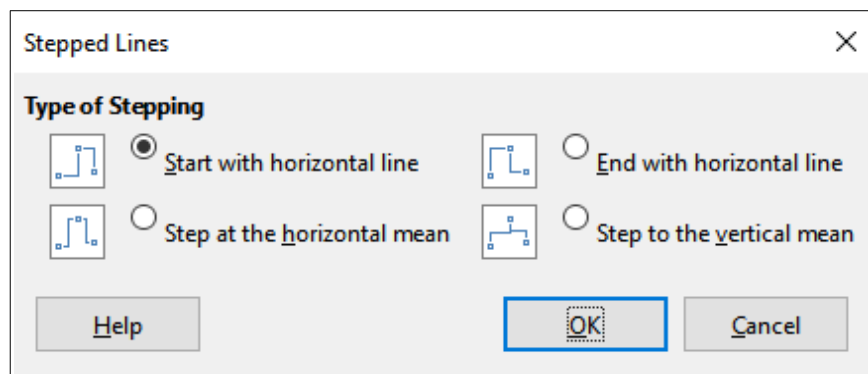 Stepped Lines
Type of Stepping
Start with horizontal line
End with horizontal line
Step at the horizontal mean
Step to the vertical mean
Help
OK
Cancel